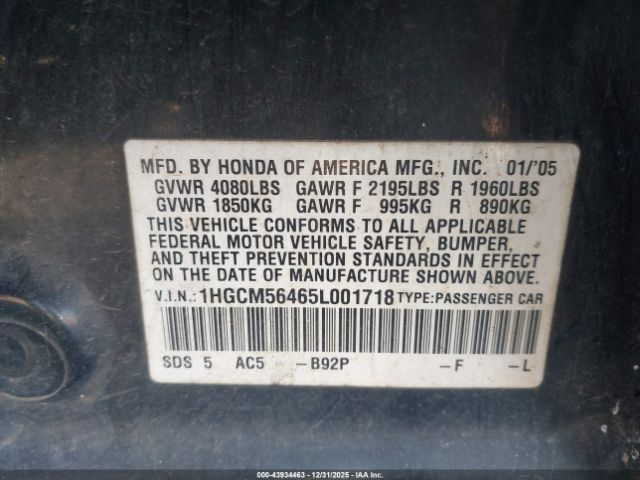 MFD. BY HONDA OF AMERICA MFG., INC. 01/'05
GVWR 4080LBS GAWR F 2195LBS R 1960LBS
GVWR 1850KG GAWR F 995KG R 890KG
THIS VEHICLE CONFORMS TO ALL APPLICABLE
FEDERAL MOTOR VEHICLE SAFETY, BUMPER,
AND THEFT PREVENTION STANDARDS IN EFFECT
ON THE DATE OF MANUFACTURE SHOWN ABOVE.
V.I.N.: 1HGCM56465L001718 TYPE: PASSENGER CAR
SDS 5 AC5 -B92P -F -L
000-43934463 - 12/31/2025 - IAA Inc.